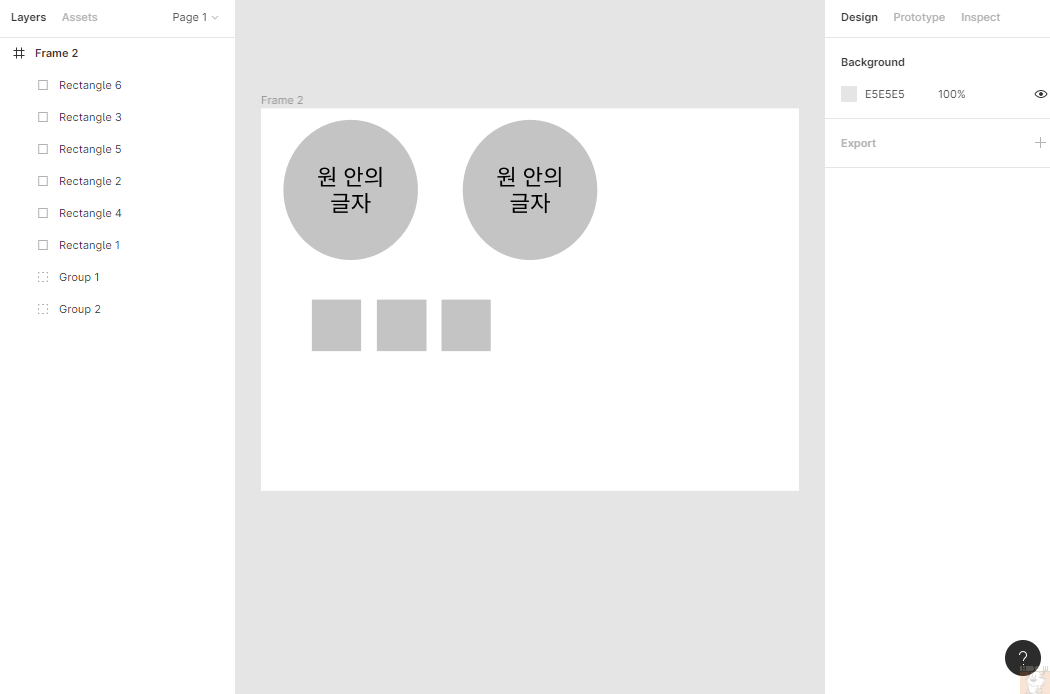 Layers Assets Page 1
Design Prototype Inspect
Frame 2
Rectangle 6
Rectangle 3
Rectangle 5
Rectangle 2
Rectangle 4
Rectangle 1
Group 1
Group 2
Frame 2
원 안의
글자
원 안의
글자
Background
E5E5E5 100%
Export
?